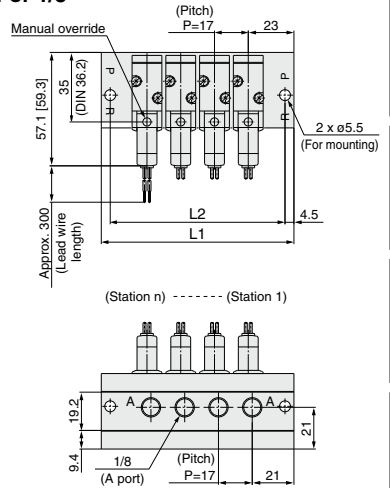 (Pitch)
P=17
23
Manual override
35
(DIN 36.2)
57.1 [59.3]
P
R
P
R
2 x ø5.5
(For mounting)
Approx. 300
(Lead wire
length)
L2
4.5
L1
(Station n) ------- (Station 1)
A
A
19.2
9.4
21
1/8
(A port)
(Pitch)
P=17
21